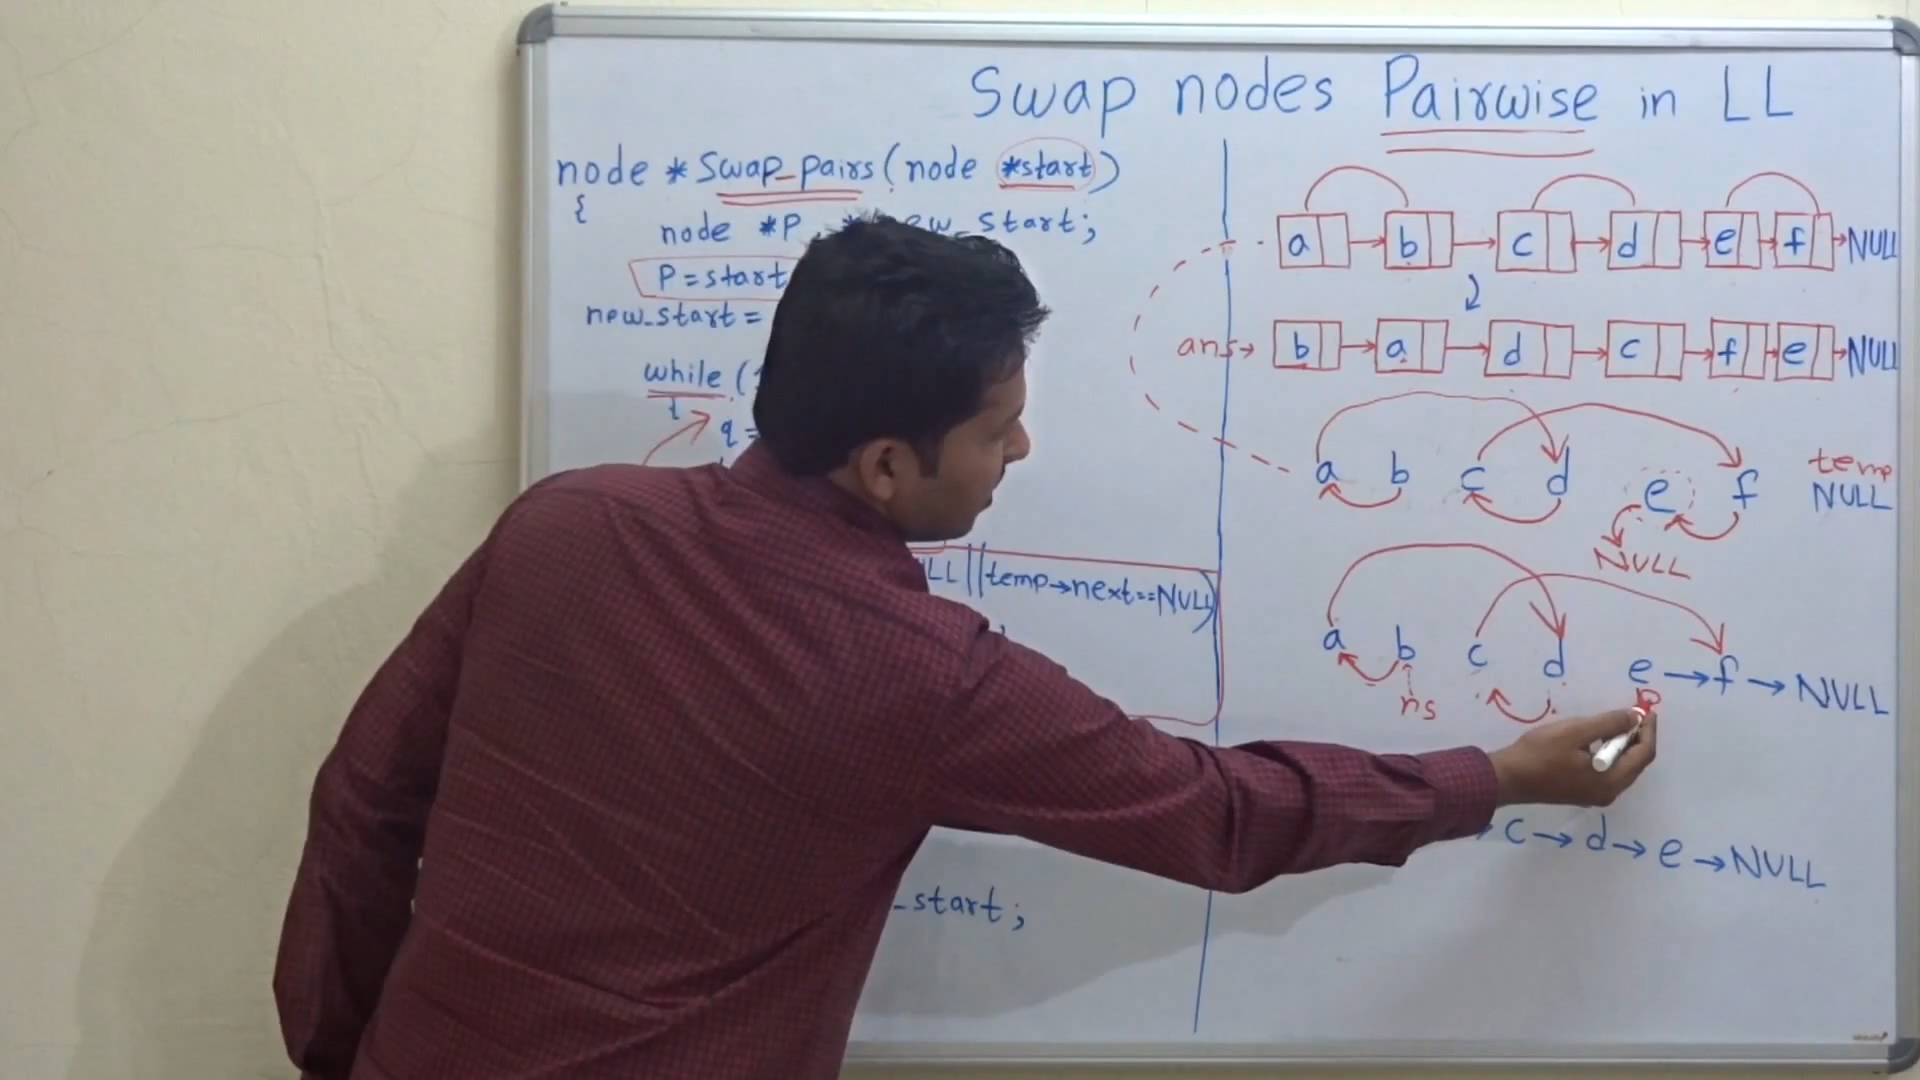 Swap nodes Pairwise in LL
node * Swap_pairs (node *start)
{
node *P
start;
P = start
new_start =
while (
q =
LL || temp→next==NULL)
_start;
a → b → c → d → e → f → NULL
ans→ b → a → d → c → f → e → NULL
a b c d e f
temp
NULL
NULL
a b c d e → f → NULL
ns
P
c → d → e → NULL